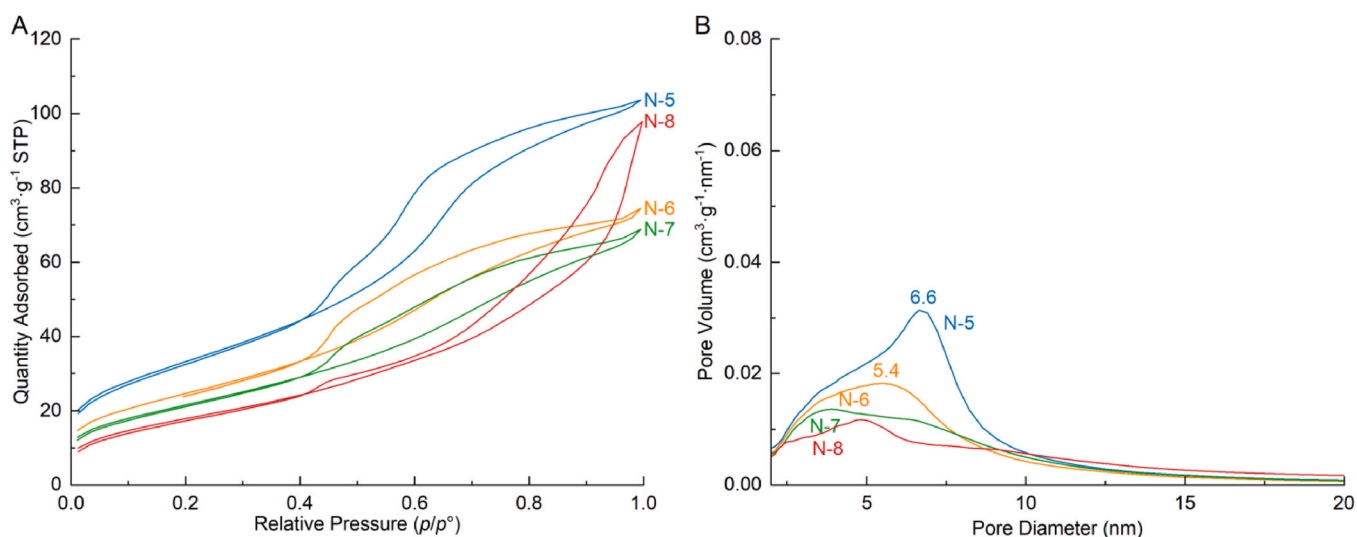 A
120
100
80
60
40
20
0
Quantity Adsorbed (cm³·g⁻¹ STP)
0.0
0.2
0.4
0.6
0.8
1.0
Relative Pressure (p/p°)
N-5
N-8
N-6
N-7
B
0.08
0.06
0.04
0.02
0.00
Pore Volume (cm³·g⁻¹·nm⁻¹)
5
10
15
20
Pore Diameter (nm)
6.6
N-5
5.4
N-6
N-7
N-8